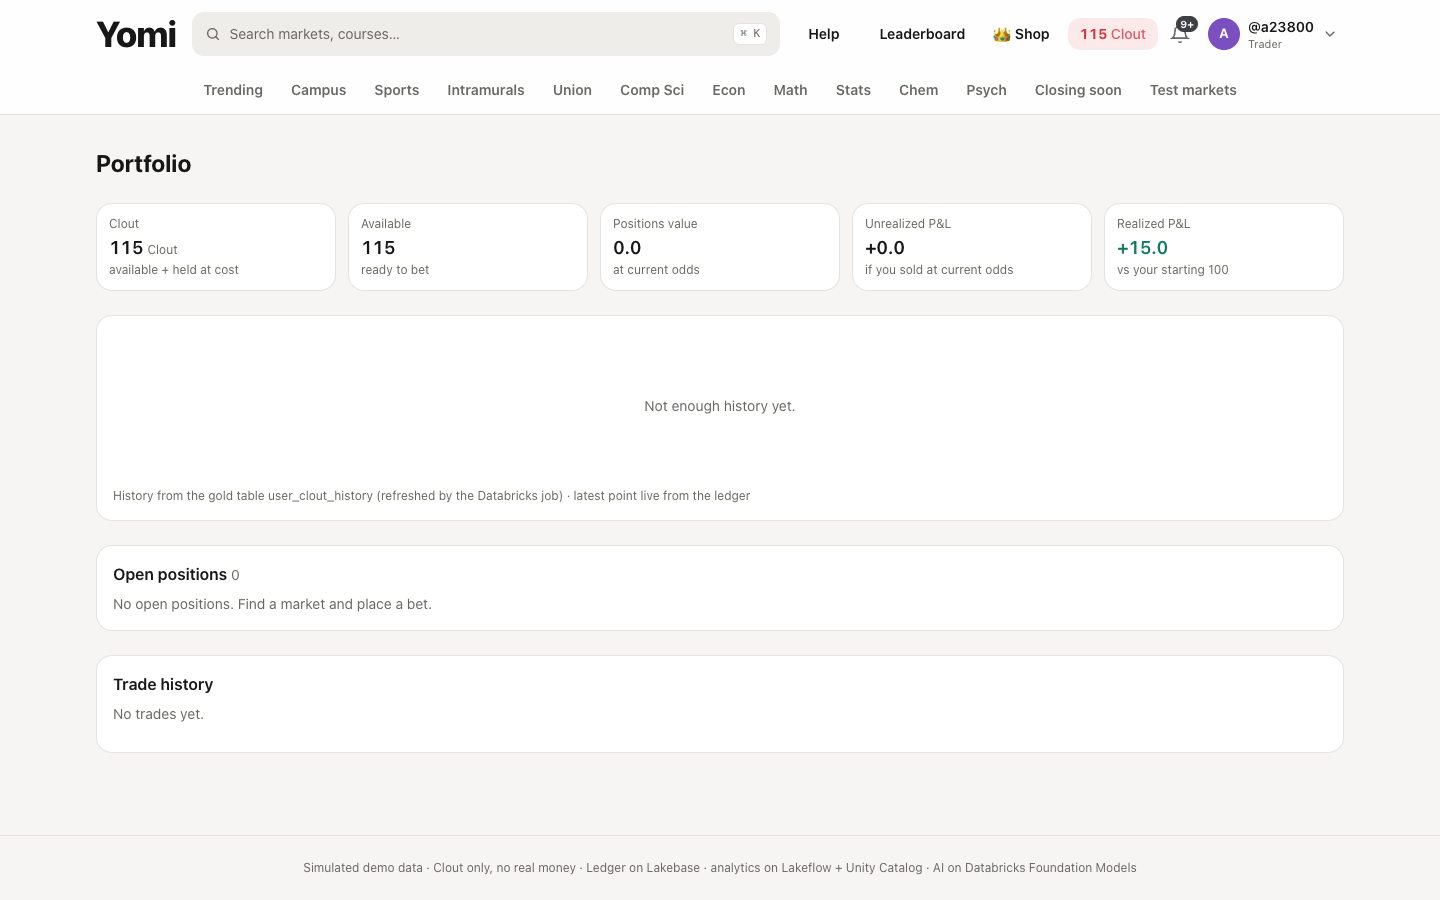 Yomi
Search markets, courses...
⌘ K
Help
Leaderboard
👑 Shop
115 Clout
9+
A
@a23800
Trader
Trending
Campus
Sports
Intramurals
Union
Comp Sci
Econ
Math
Stats
Chem
Psych
Closing soon
Test markets
Portfolio
Clout
115 Clout
available + held at cost
Available
115
ready to bet
Positions value
0.0
at current odds
Unrealized P&L
+0.0
if you sold at current odds
Realized P&L
+15.0
vs your starting 100
Not enough history yet.
History from the gold table user_clout_history (refreshed by the Databricks job) · latest point live from the ledger
Open positions 0
No open positions. Find a market and place a bet.
Trade history
No trades yet.
Simulated demo data · Clout only, no real money · Ledger on Lakebase · analytics on Lakeflow + Unity Catalog · AI on Databricks Foundation Models